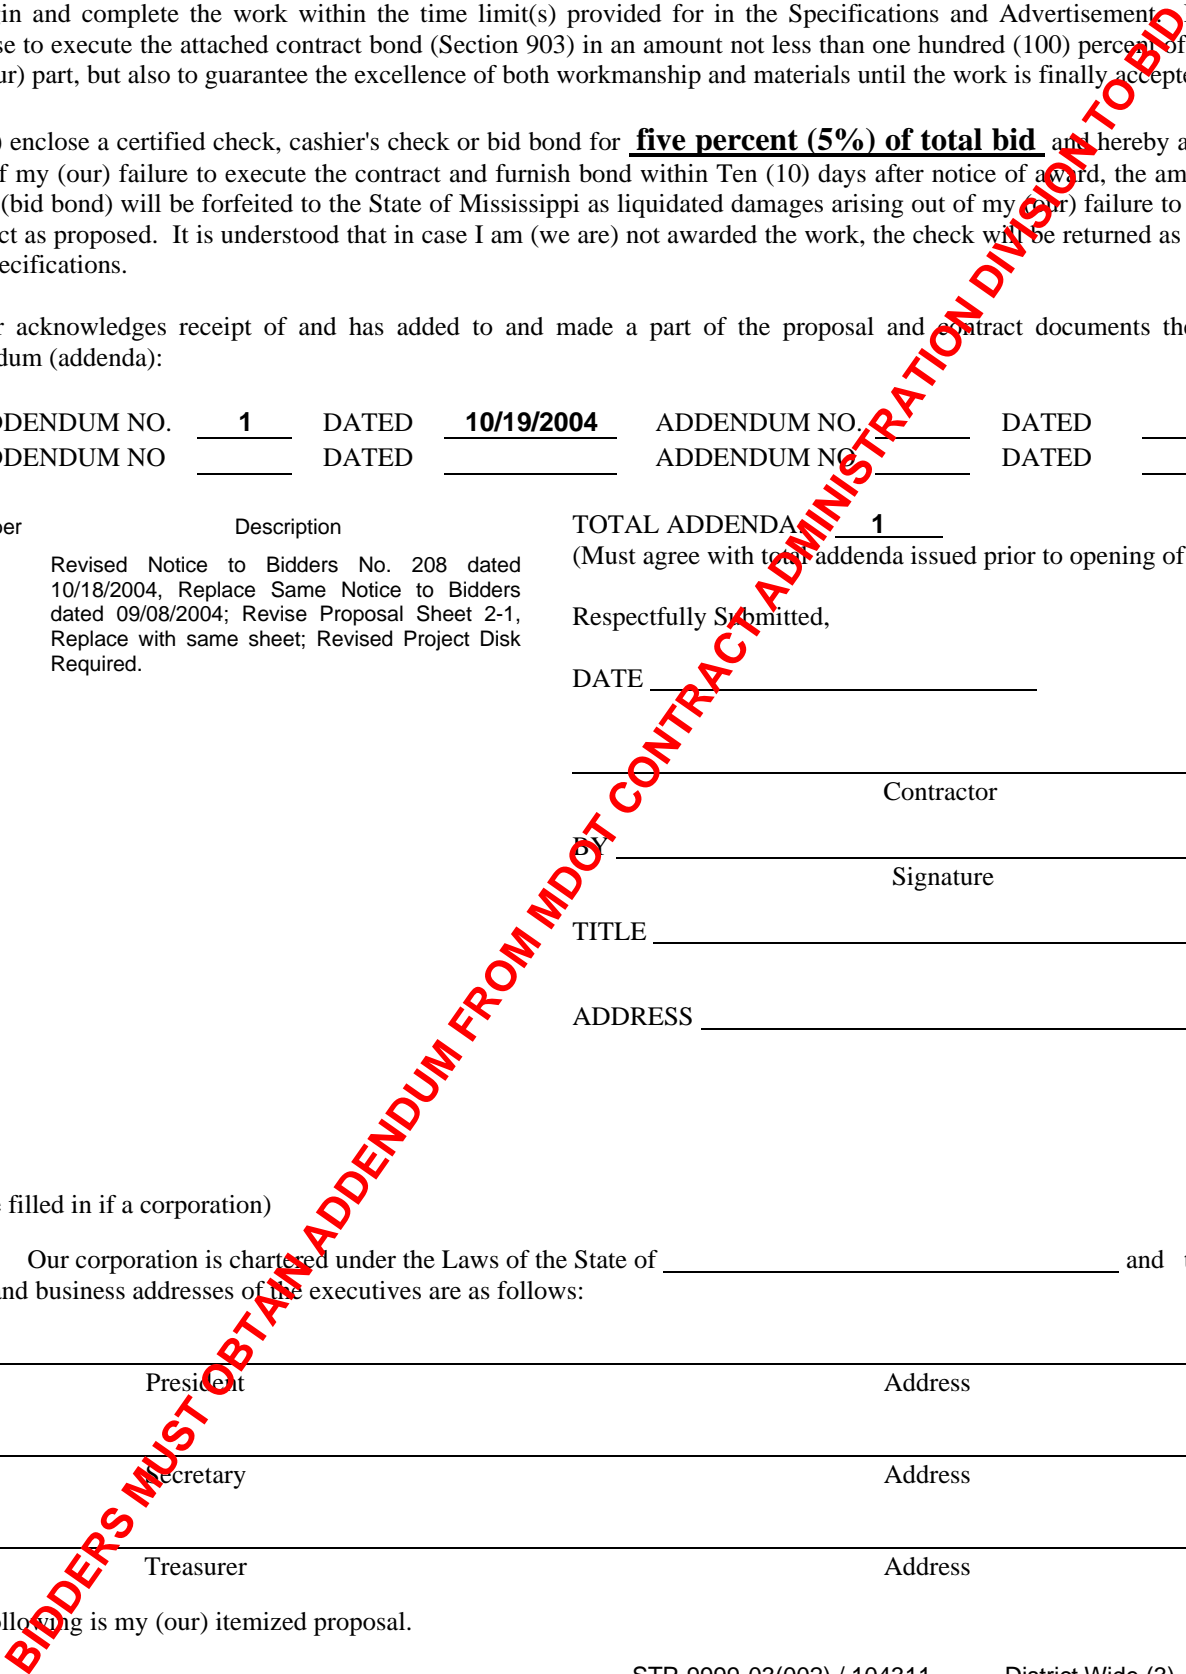 in and complete the work within the time limit(s) provided for in the Specifications and Advertisement.
se to execute the attached contract bond (Section 903) in an amount not less than one hundred (100) percent of
ur) part, but also to guarantee the excellence of both workmanship and materials until the work is finally accepte
) enclose a certified check, cashier's check or bid bond for five percent (5%) of total bid and hereby a
f my (our) failure to execute the contract and furnish bond within Ten (10) days after notice of award, the am
(bid bond) will be forfeited to the State of Mississippi as liquidated damages arising out of my (our) failure to
ct as proposed. It is understood that in case I am (we are) not awarded the work, the check will be returned as
ecifications.
r acknowledges receipt of and has added to and made a part of the proposal and contract documents the
dum (addenda):
DDENDUM NO. 1 DATED 10/19/2004 ADDENDUM NO. DATED
DDENDUM NO DATED ADDENDUM NO DATED
ber Description
Revised Notice to Bidders No. 208 dated
10/18/2004, Replace Same Notice to Bidders
dated 09/08/2004; Revise Proposal Sheet 2-1,
Replace with same sheet; Revised Project Disk
Required.
TOTAL ADDENDA: 1
(Must agree with total addenda issued prior to opening of
Respectfully Submitted,
DATE
Contractor
BY
Signature
TITLE
ADDRESS
e filled in if a corporation)
Our corporation is chartered under the Laws of the State of and t
and business addresses of the executives are as follows:
President Address
Secretary Address
Treasurer Address
ollowing is my (our) itemized proposal.
STP-9999-03(002) / 104311 District Wide (3)
BIDDERS MUST OBTAIN ADDENDUM FROM MDOT CONTRACT ADMINISTRATION DIVISION TO BID